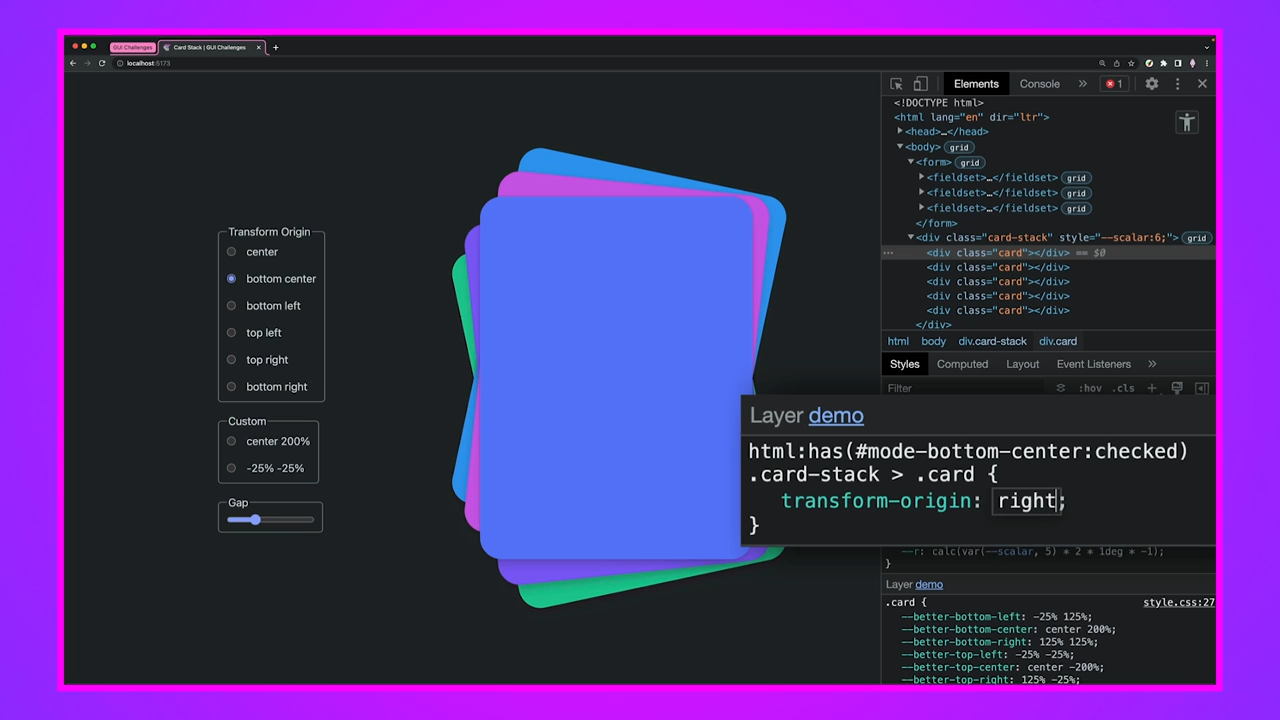 GUI Challenges
Card Stack | GUI Challenges
localhost:5173
Transform Origin
center
bottom center
bottom left
top left
top right
bottom right
Custom
center 200%
-25% -25%
Gap
Elements
Console
1
<!DOCTYPE html>
<html lang="en" dir="ltr">
<head>…</head>
<body> grid
<form> grid
<fieldset>…</fieldset> grid
<fieldset>…</fieldset> grid
<fieldset>…</fieldset> grid
</form>
<div class="card-stack" style="--scalar:6;"> grid
<div class="card"></div> == $0
<div class="card"></div>
<div class="card"></div>
<div class="card"></div>
<div class="card"></div>
</div>
html body div.card-stack div.card
Styles Computed Layout Event Listeners
Filter :hov .cls
Layer demo
html:has(#mode-bottom-center:checked)
.card-stack > .card {
transform-origin: right;
}
--r: calc(var(--scalar, 5) * 2 * 1deg * -1);
}
Layer demo
.card { style.css:27
--better-bottom-left: -25% 125%;
--better-bottom-center: center 200%;
--better-bottom-right: 125% 125%;
--better-top-left: -25% -25%;
--better-top-center: center -200%;
--better-top-right: 125% -25%;